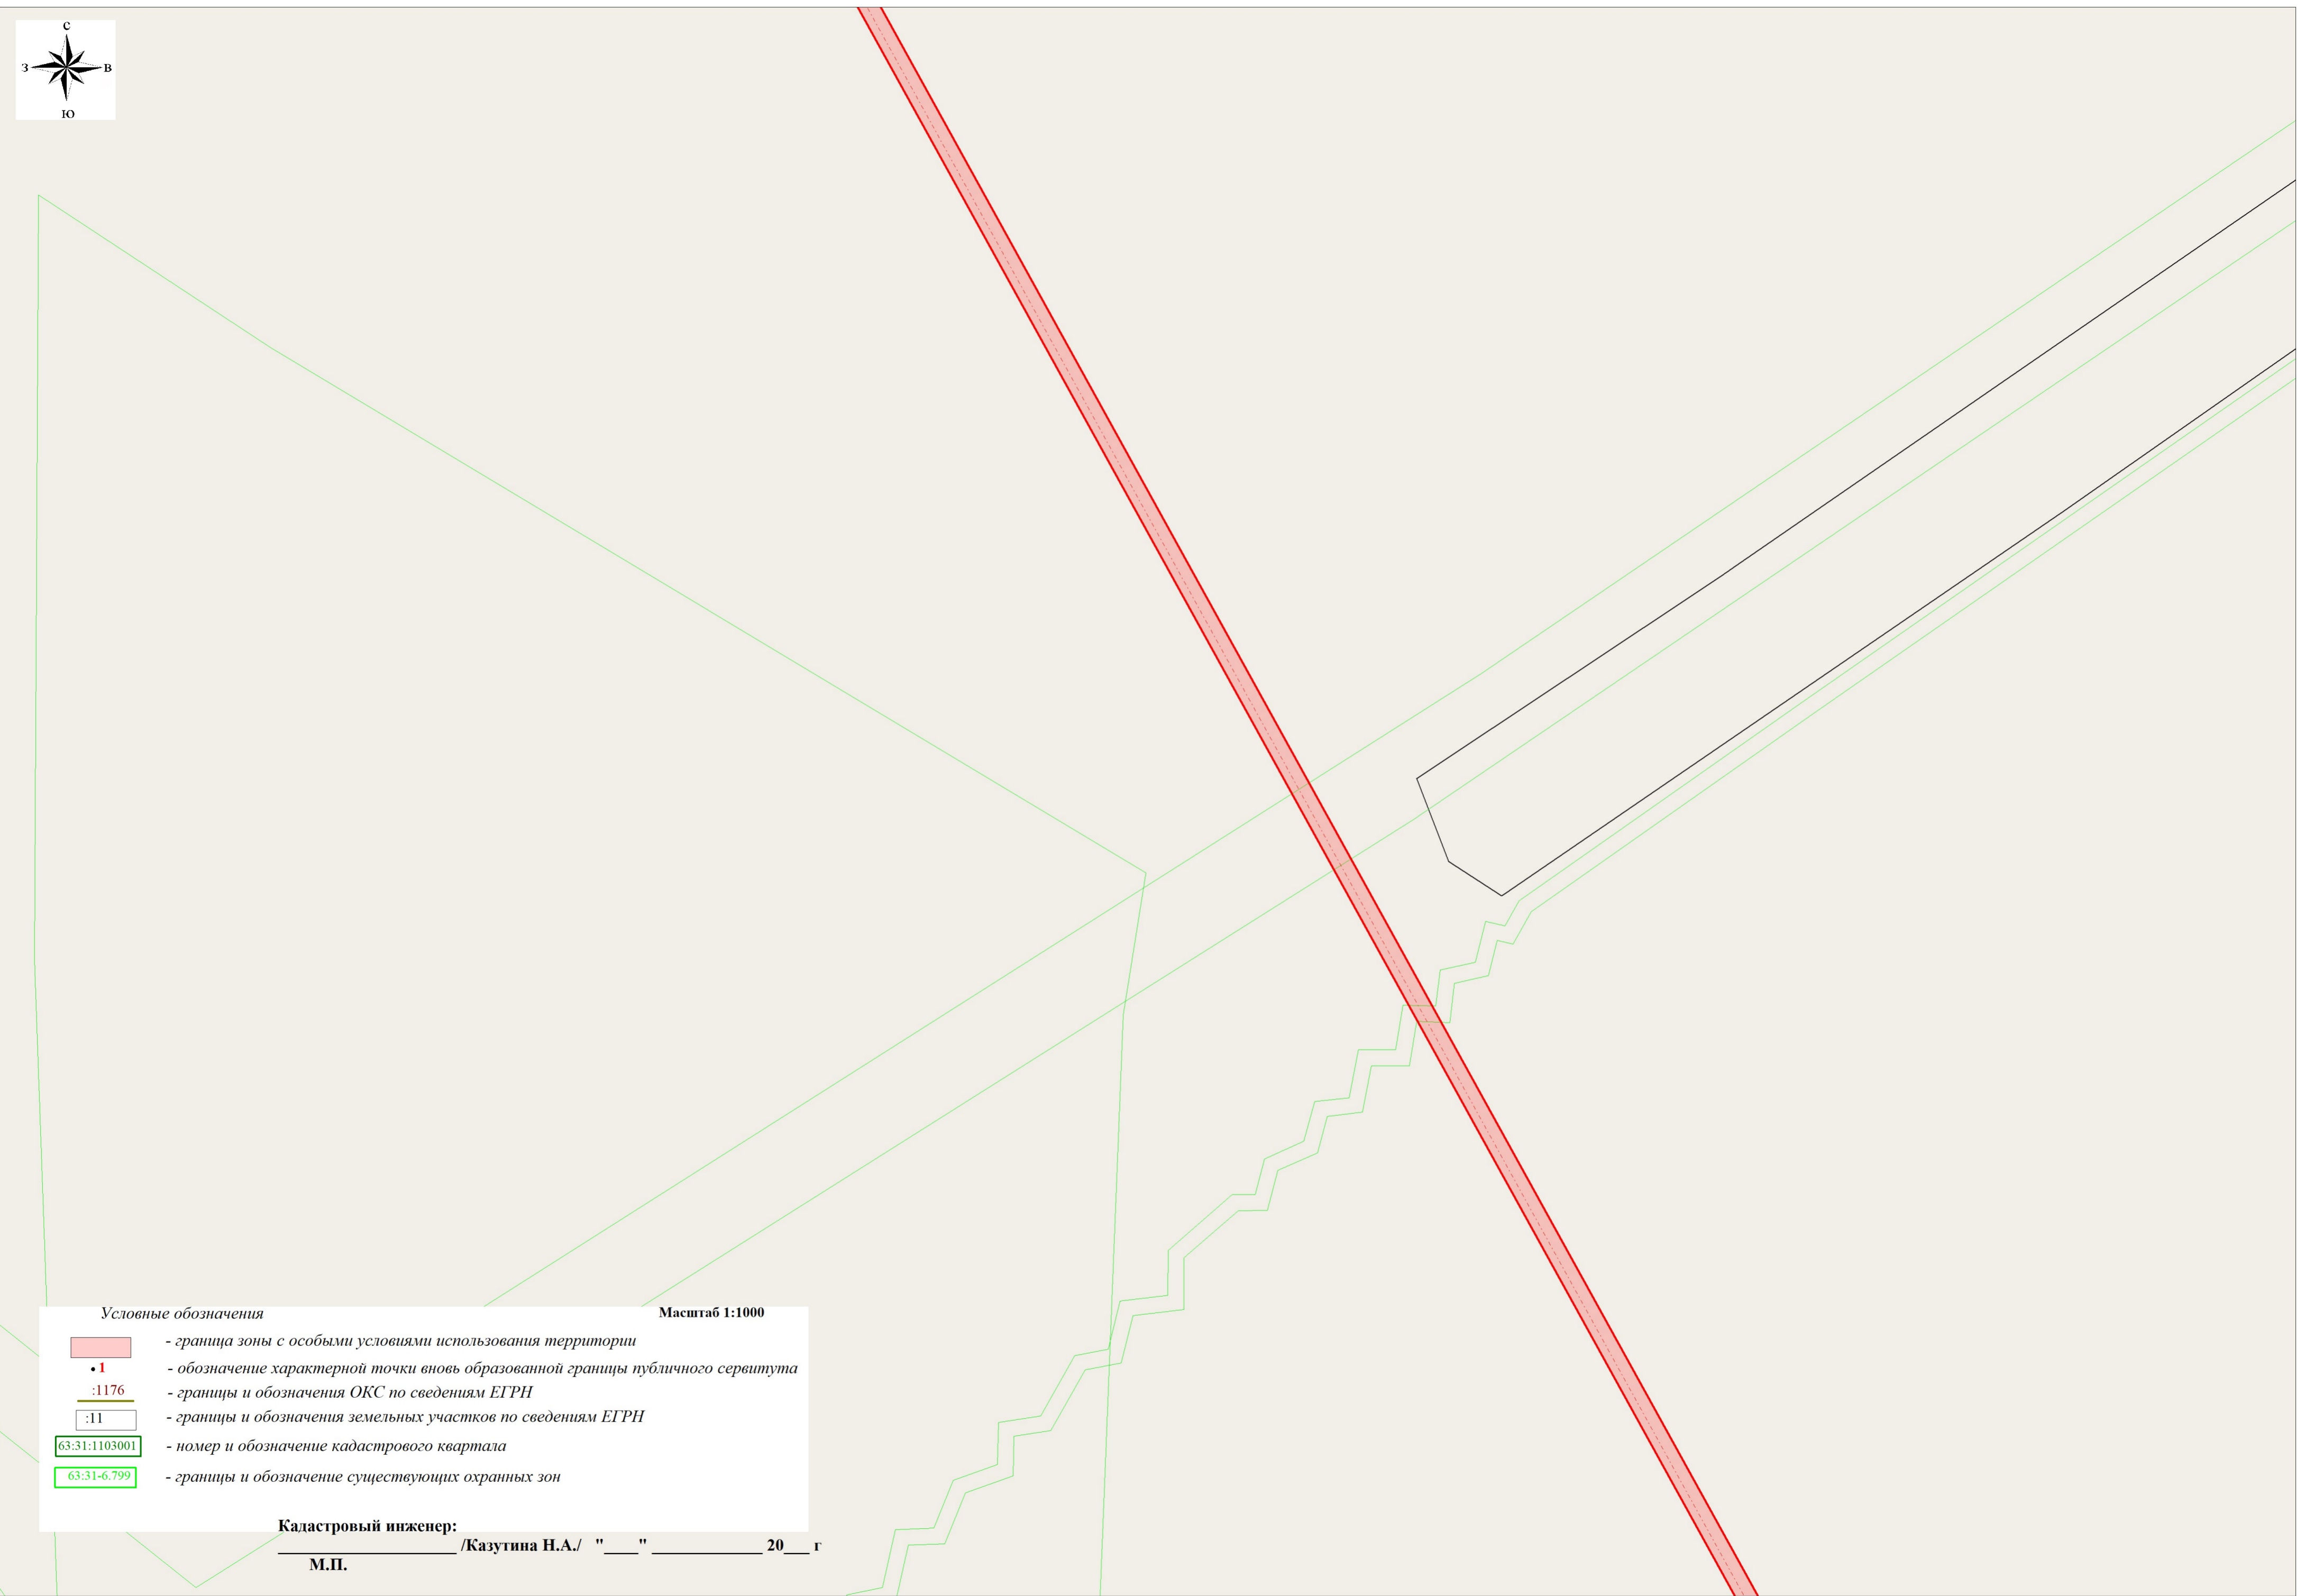 С
З В
Ю
Условные обозначения Масштаб 1:1000
- граница зоны с особыми условиями использования территории
1 - обозначение характерной точки вновь образованной границы публичного сервитута
:1176 - границы и обозначения ОКС по сведениям ЕГРН
:11 - границы и обозначения земельных участков по сведениям ЕГРН
63:31:1103001 - номер и обозначение кадастрового квартала
63:31-6.799 - границы и обозначение существующих охранных зон
Кадастровый инженер:
______________________ /Казутина Н.А./ "____" _____________ 20___ г
М.П.